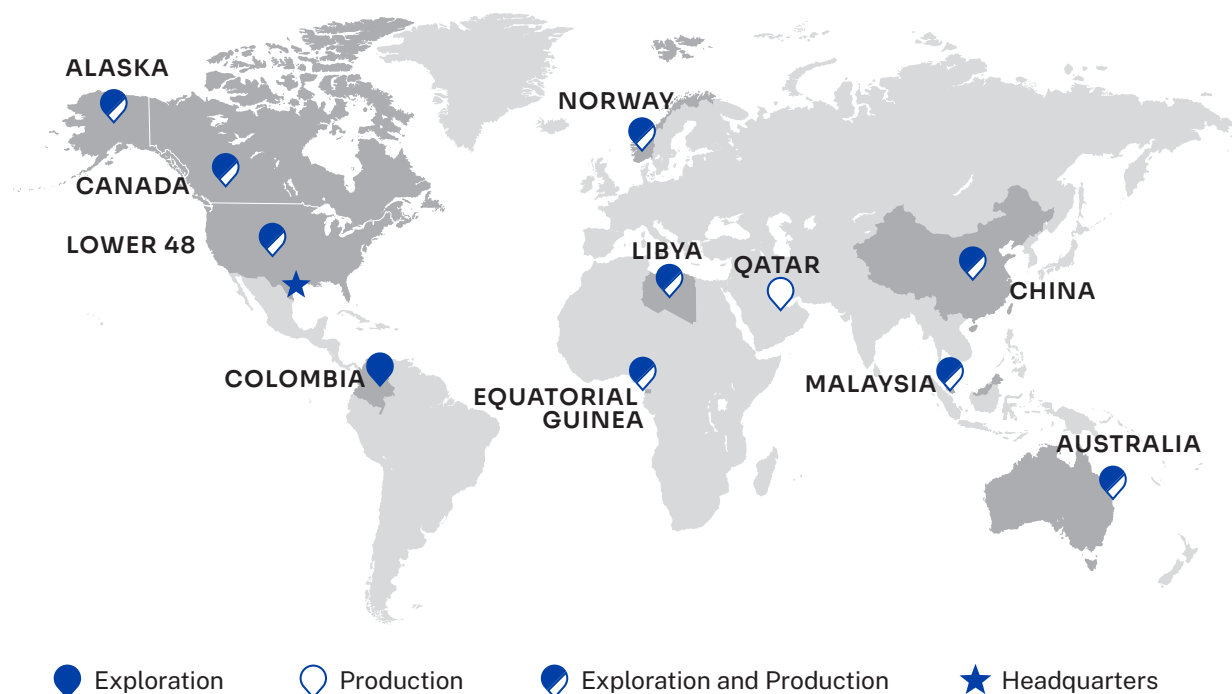 ALASKA
NORWAY
CANADA
LOWER 48
LIBYA
QATAR
CHINA
COLOMBIA
EQUATORIAL
GUINEA
MALAYSIA
AUSTRALIA
Exploration
Production
Exploration and Production
Headquarters